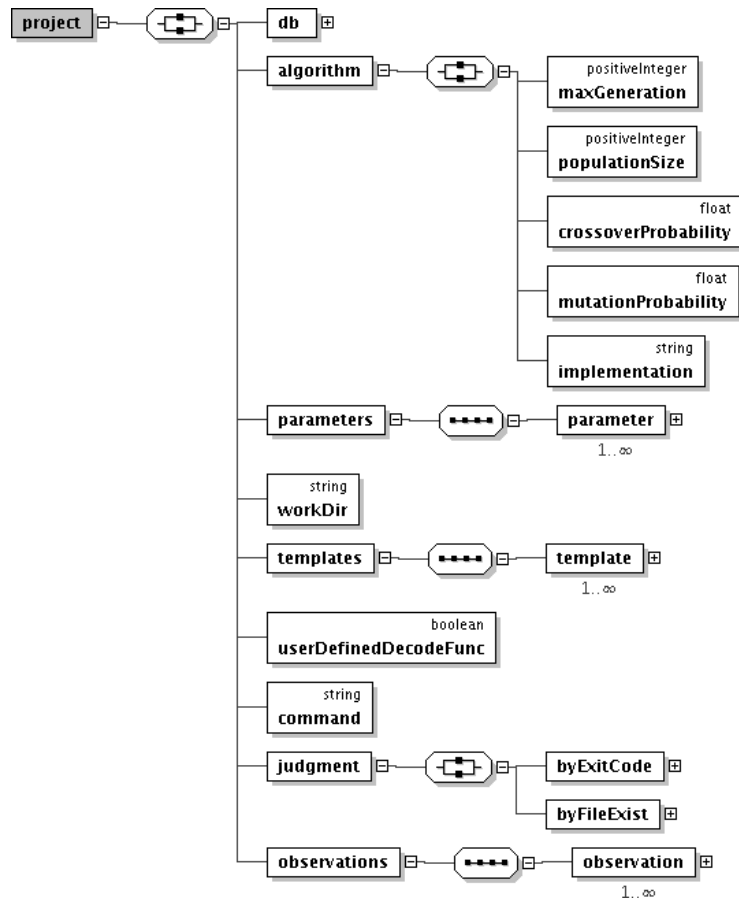 project
db
algorithm
positiveInteger
maxGeneration
positiveInteger
populationSize
float
crossoverProbability
float
mutationProbability
string
implementation
parameters
parameter
1..∞
string
workDir
templates
template
1..∞
boolean
userDefinedDecodeFunc
string
command
judgment
byExitCode
byFileExist
observations
observation
1..∞